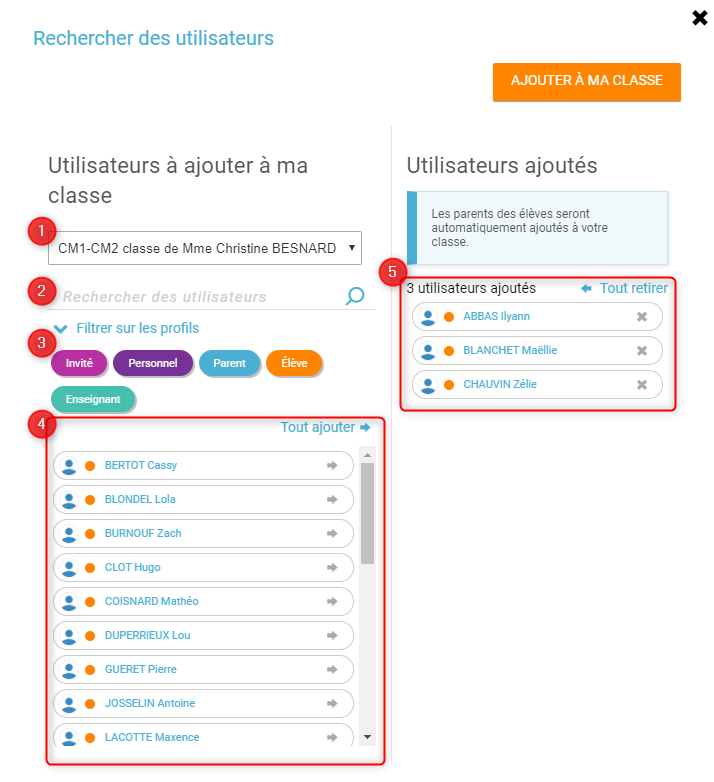 Rechercher des utilisateurs
AJOUTER À MA CLASSE
Utilisateurs à ajouter à ma
classe
1
CM1-CM2 classe de Mme Christine BESNARD
2
Rechercher des utilisateurs
Filtrer sur les profils
3
Invité
Personnel
Parent
Élève
Enseignant
4
Tout ajouter
BERTOT Cassy
BLONDEL Lola
BURNOUF Zach
CLOT Hugo
COISNARD Mathéo
DUPERRIEUX Lou
GUERET Pierre
JOSSELIN Antoine
LACOTTE Maxence
Utilisateurs ajoutés
Les parents des élèves seront
automatiquement ajoutés à votre
classe.
5
3 utilisateurs ajoutés
Tout retirer
ABBAS Ilyann
BLANCHET Maëllie
CHAUVIN Zélie